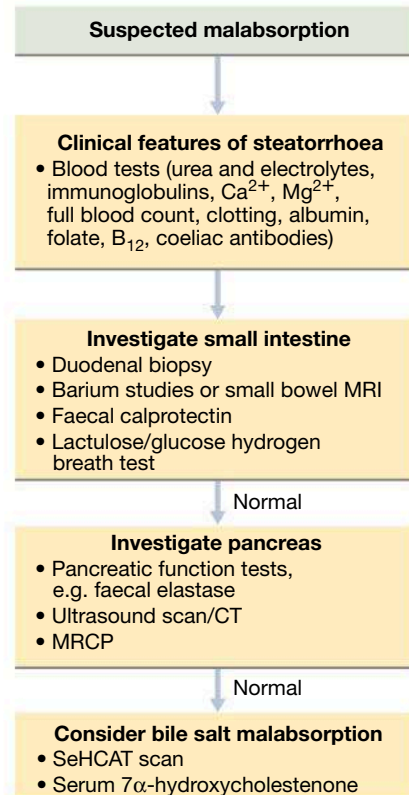 Suspected malabsorption
Clinical features of steatorrhoea
• Blood tests (urea and electrolytes,
immunoglobulins, Ca²⁺, Mg²⁺,
full blood count, clotting, albumin,
folate, B₁₂, coeliac antibodies)
Investigate small intestine
• Duodenal biopsy
• Barium studies or small bowel MRI
• Faecal calprotectin
• Lactulose/glucose hydrogen
breath test
Normal
Investigate pancreas
• Pancreatic function tests,
e.g. faecal elastase
• Ultrasound scan/CT
• MRCP
Normal
Consider bile salt malabsorption
• SeHCAT scan
• Serum 7α-hydroxycholestenone